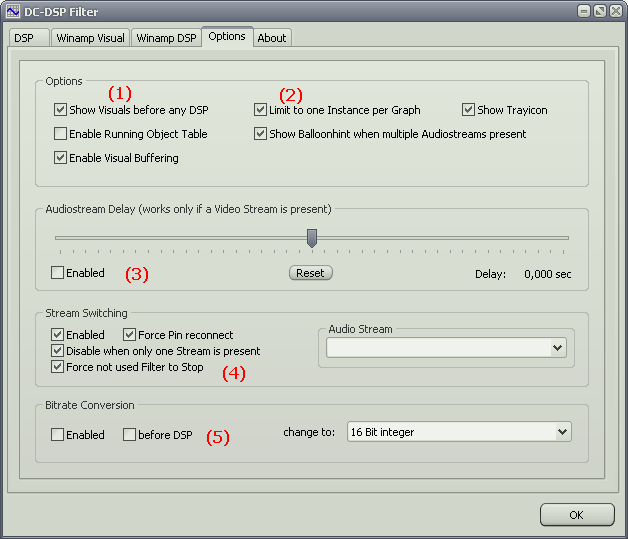 DC-DSP Filter
DSP Winamp Visual Winamp DSP Options About
Options
(1) (2)
Show Visuals before any DSP Limit to one Instance per Graph Show Trayicon
Enable Running Object Table Show Balloonhint when multiple Audiostreams present
Enable Visual Buffering
Audiostream Delay (works only if a Video Stream is present)
Enabled (3) Reset Delay: 0,000 sec
Stream Switching
Enabled Force Pin reconnect Audio Stream
Disable when only one Stream is present
Force not used Filter to Stop (4)
Bitrate Conversion
Enabled before DSP (5) change to: 16 Bit integer
OK